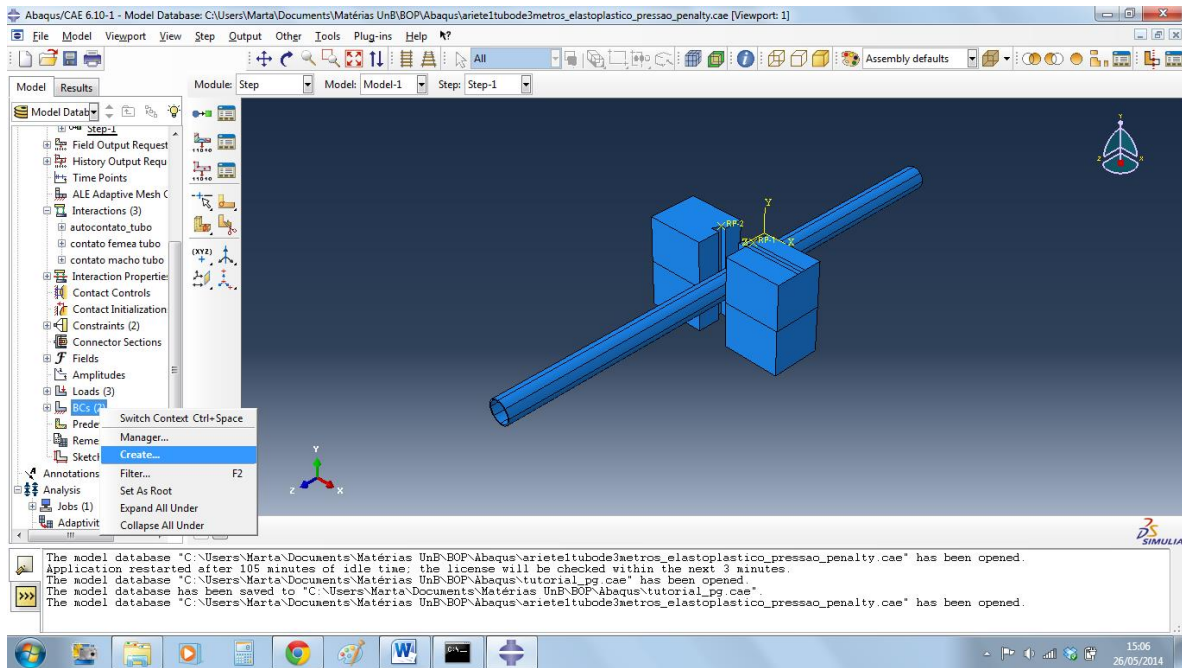 Abaqus/CAE 6.10-1 - Model Database: C:\Users\Marta\Documents\Matérias UnB\BOP\Abaqus\ariete1tubode3metros_elastoplastico_pressao_penalty.cae [Viewport: 1]
File Model Viewport View Step Output Other Tools Plug-ins Help
All
Assembly defaults
Model Results
Module: Step Model: Model-1 Step: Step-1
Model Datab
Step-1
Field Output Request
History Output Requ
Time Points
ALE Adaptive Mesh C
Interactions (3)
autocontato_tubo
contato femea tubo
contato macho tubo
Interaction Propertie
Contact Controls
Contact Initialization
Constraints (2)
Connector Sections
Fields
Amplitudes
Loads (3)
BCs (2)
Prede
Reme
Sketch
Annotations
Analysis
Jobs (1)
Adaptivit
Switch Context Ctrl+Space
Manager...
Create...
Filter... F2
Set As Root
Expand All Under
Collapse All Under
(XYZ)
Y
Z
X
RP-2
RP-1
Y
Z
X
Y
Z
X
SIMULIA
The model database "C:\Users\Marta\Documents\Matérias UnB\BOP\Abaqus\ariete1tubode3metros_elastoplastico_pressao_penalty.cae" has been opened.
Application restarted after 105 minutes of idle time; the license will be checked within the next 3 minutes.
The model database "C:\Users\Marta\Documents\Matérias UnB\BOP\Abaqus\tutorial_pg.cae" has been opened.
The model database has been saved to "C:\Users\Marta\Documents\Matérias UnB\BOP\Abaqus\tutorial_pg.cae".
The model database "C:\Users\Marta\Documents\Matérias UnB\BOP\Abaqus\ariete1tubode3metros_elastoplastico_pressao_penalty.cae" has been opened.
15:06
26/05/2014